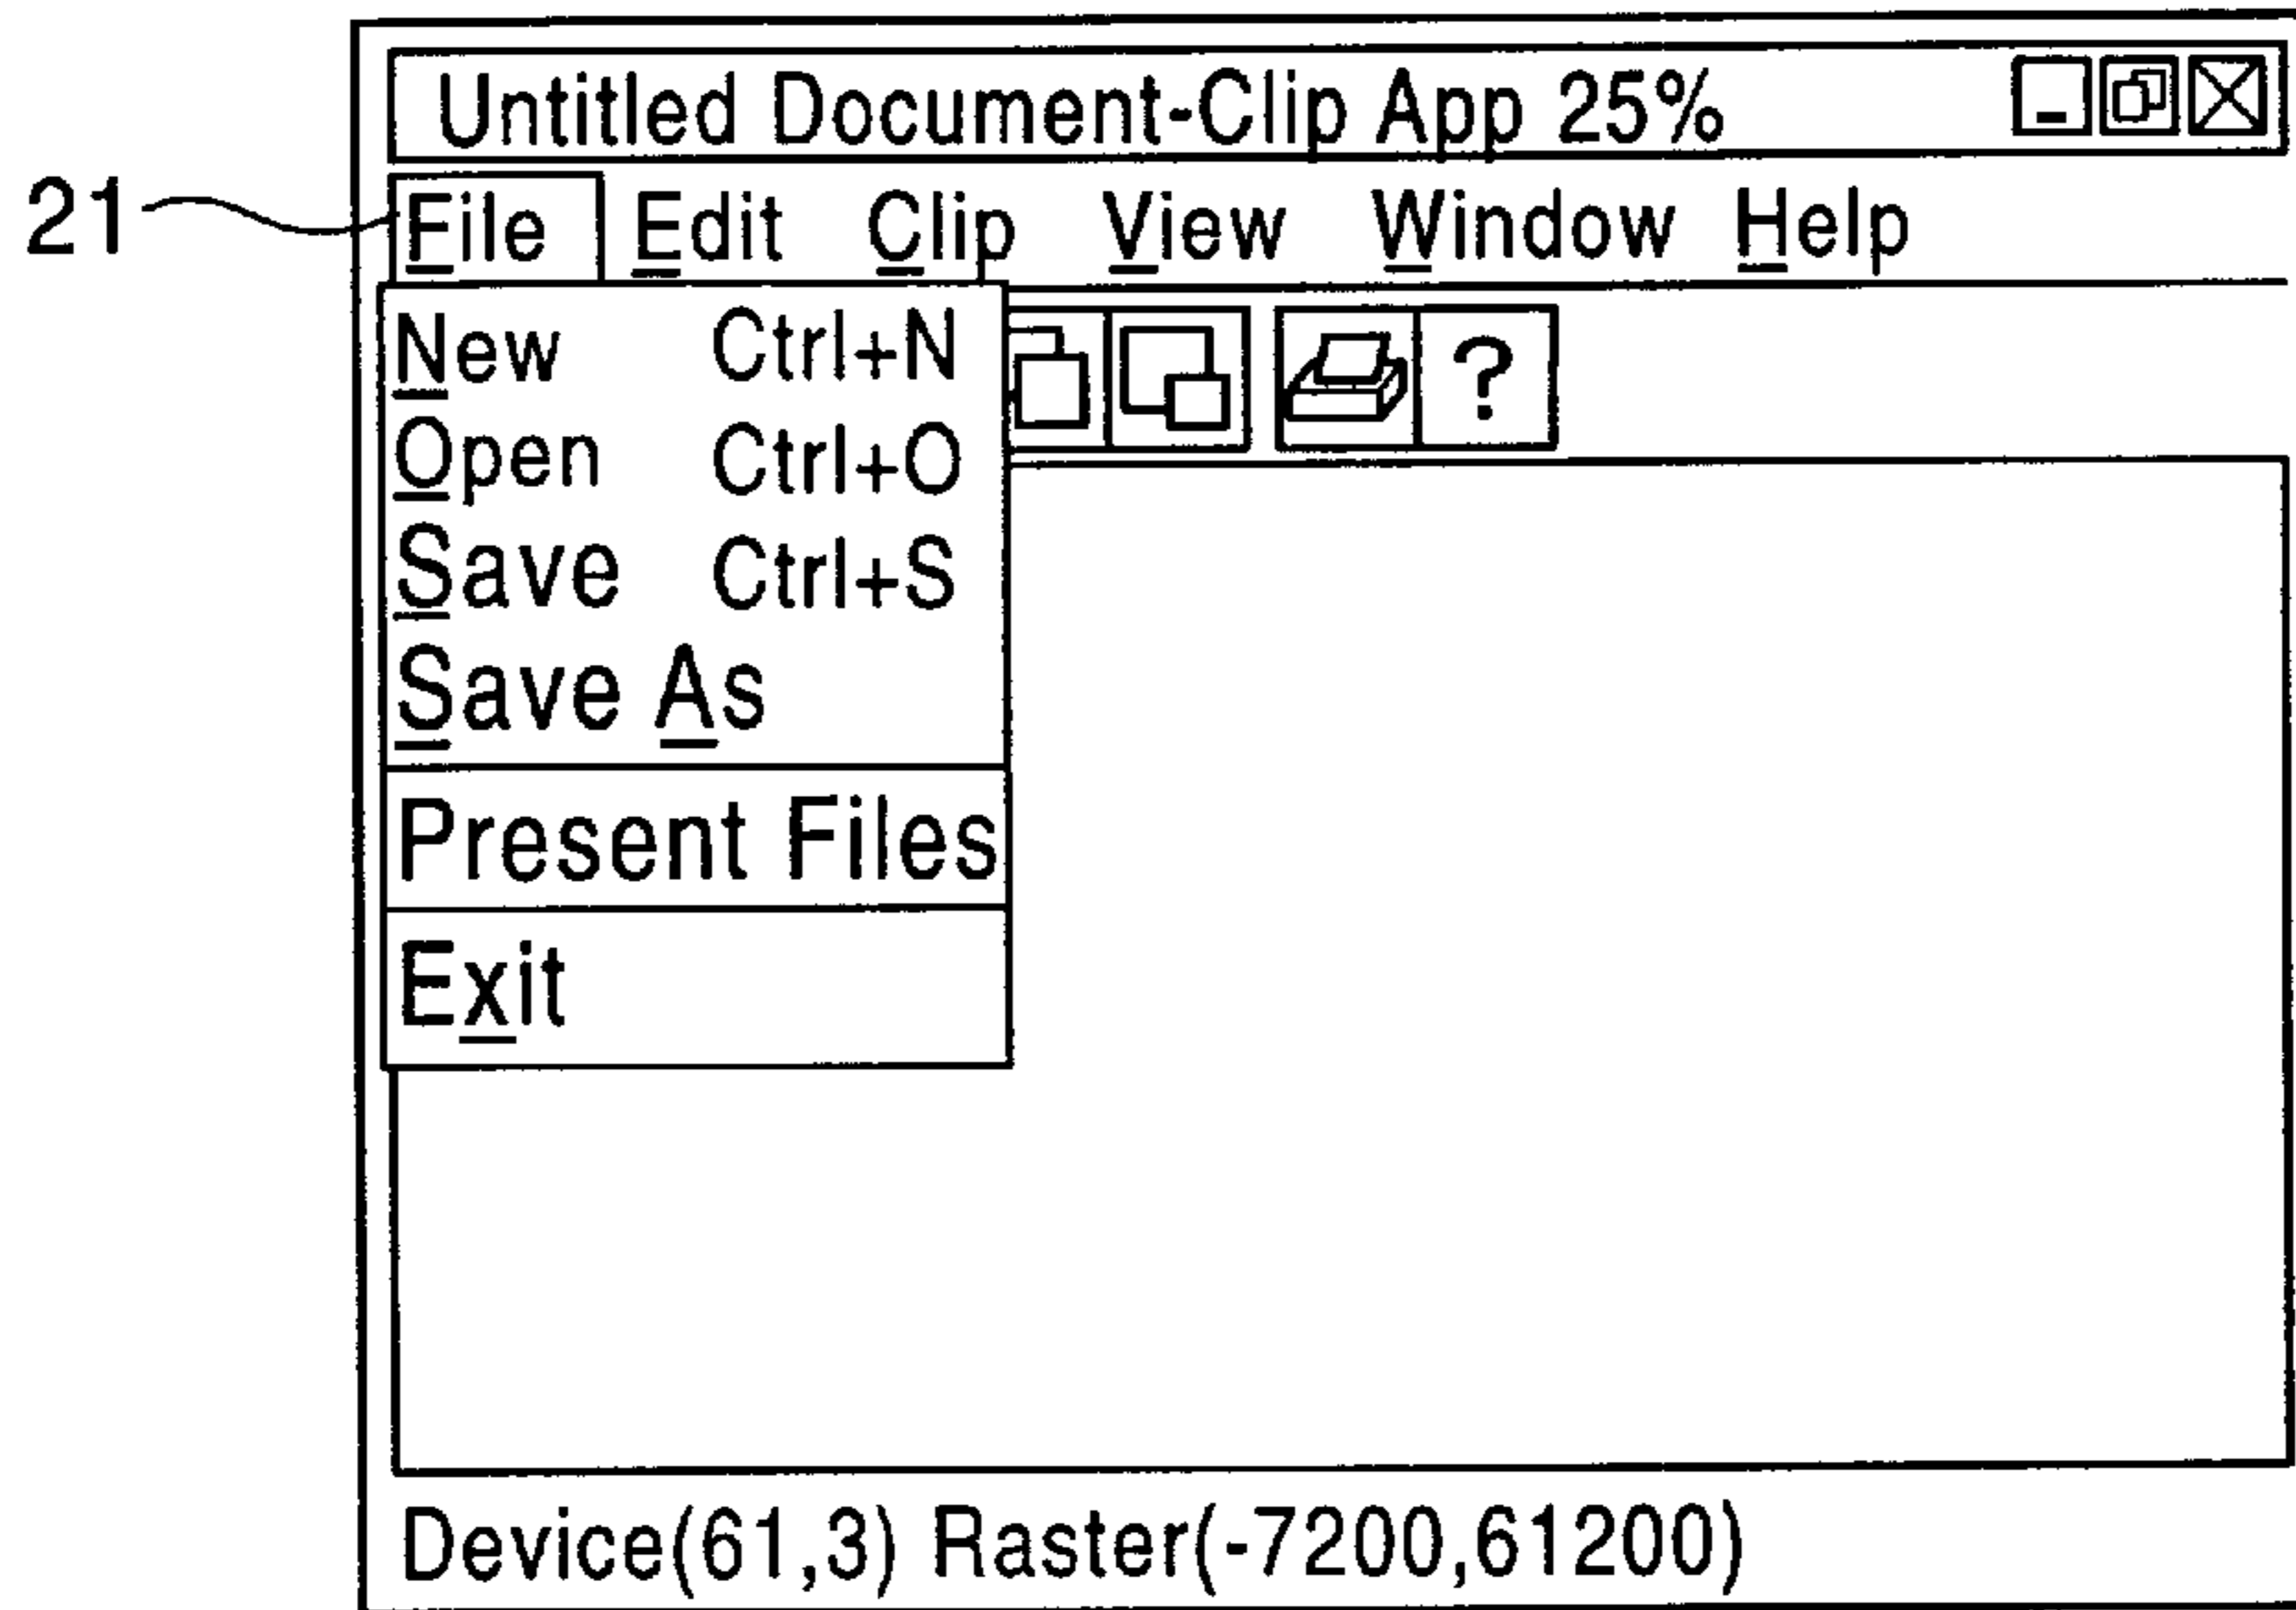 Untitled Document-Clip App 25%
21
File Edit Clip View Window Help
New Ctrl+N
?
Open Ctrl+O
Save Ctrl+S
Save As
Present Files
Exit
Device(61,3) Raster(-7200,61200)